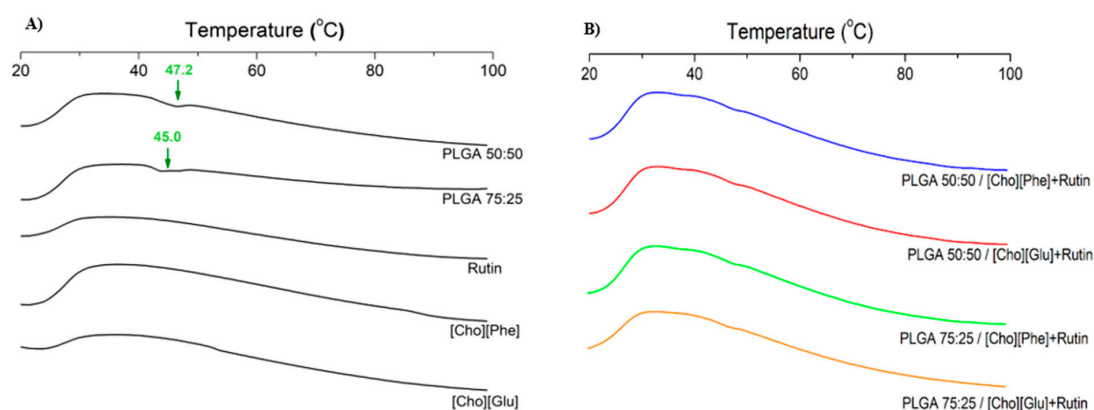 A)
Temperature (°C)
20 40 60 80 100
47.2
PLGA 50:50
45.0
PLGA 75:25
Rutin
[Cho][Phe]
[Cho][Glu]
B)
Temperature (°C)
20 40 60 80 100
PLGA 50:50 / [Cho][Phe]+Rutin
PLGA 50:50 / [Cho][Glu]+Rutin
PLGA 75:25 / [Cho][Phe]+Rutin
PLGA 75:25 / [Cho][Glu]+Rutin